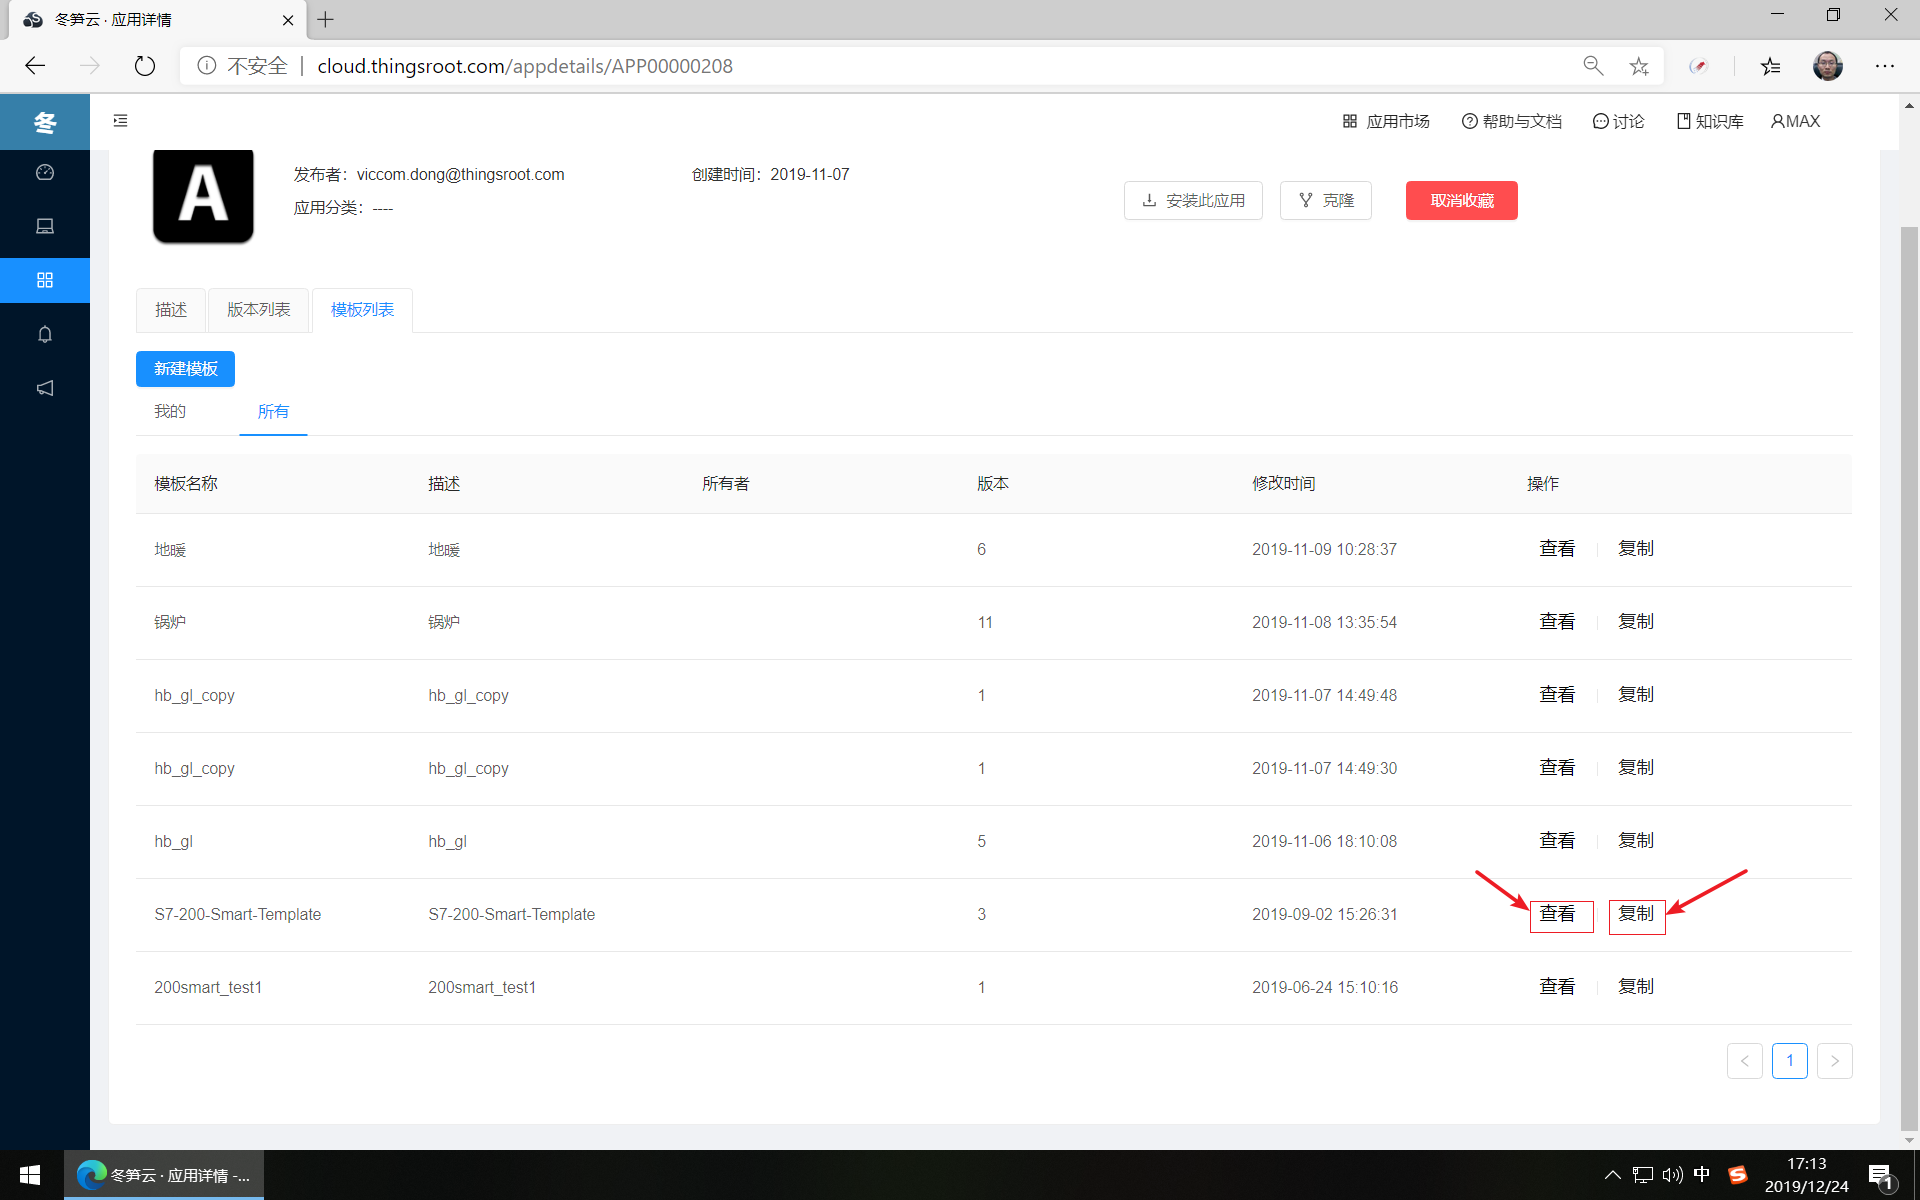 冬笋云 · 应用详情
不安全 | cloud.thingsroot.com/appdetails/APP00000208
冬
应用市场 帮助与文档 讨论 知识库 MAX
A
发布者：viccom.dong@thingsroot.com 创建时间：2019-11-07
应用分类：----
安装此应用 克隆 取消收藏
描述 版本列表 模板列表
新建模板
我的 所有
模板名称 描述 所有者 版本 修改时间 操作
地暖 地暖 6 2019-11-09 10:28:37 查看 复制
锅炉 锅炉 11 2019-11-08 13:35:54 查看 复制
hb_gl_copy hb_gl_copy 1 2019-11-07 14:49:48 查看 复制
hb_gl_copy hb_gl_copy 1 2019-11-07 14:49:30 查看 复制
hb_gl hb_gl 5 2019-11-06 18:10:08 查看 复制
S7-200-Smart-Template S7-200-Smart-Template 3 2019-09-02 15:26:31 查看 复制
200smart_test1 200smart_test1 1 2019-06-24 15:10:16 查看 复制
< 1 >
冬笋云 · 应用详情 -... 中 S 17:13
2019/12/24 1